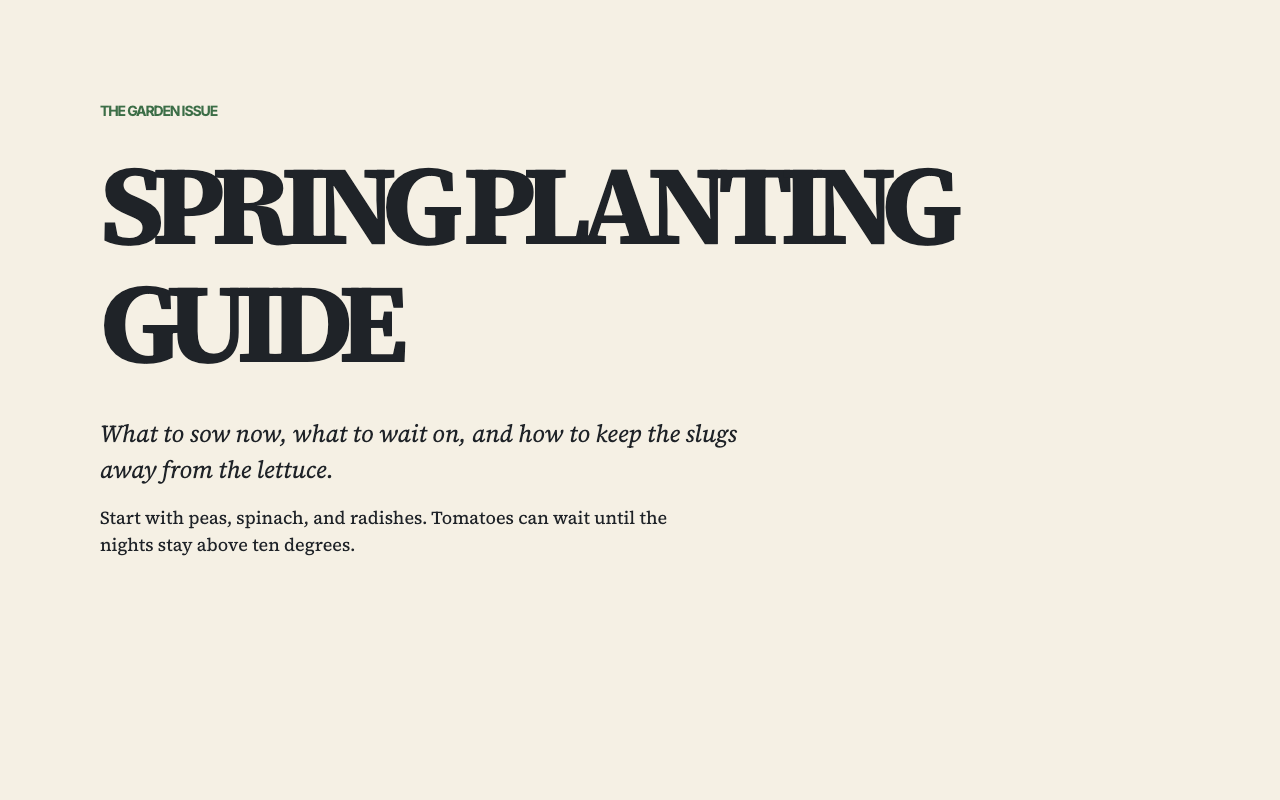 THE GARDEN ISSUE
SPRING PLANTING
GUIDE
What to sow now, what to wait on, and how to keep the slugs
away from the lettuce.
Start with peas, spinach, and radishes. Tomatoes can wait until the
nights stay above ten degrees.